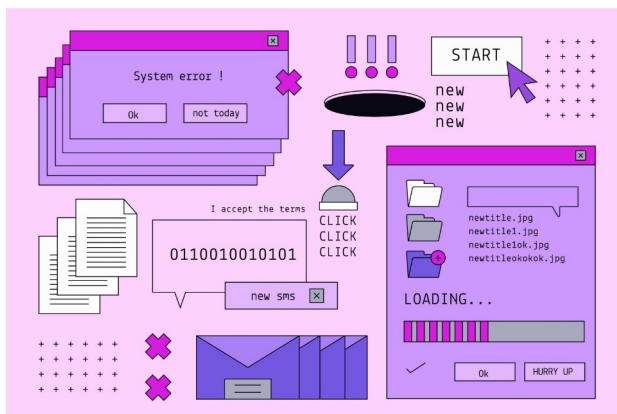 System error !
Ok
not today
START
new
new
new
I accept the terms
0110010010101
new sms
CLICK
CLICK
CLICK
newtitle.jpg
newtitle1.jpg
newtitle1ok.jpg
newtitleokokok.jpg
LOADING...
Ok
HURRY UP